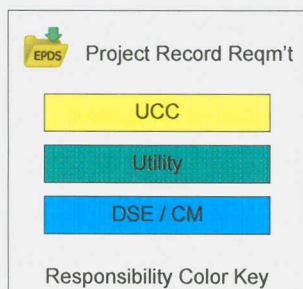 EPDS
Project Record Reqm't
UCC
Utility
DSE / CM
Responsibility Color Key